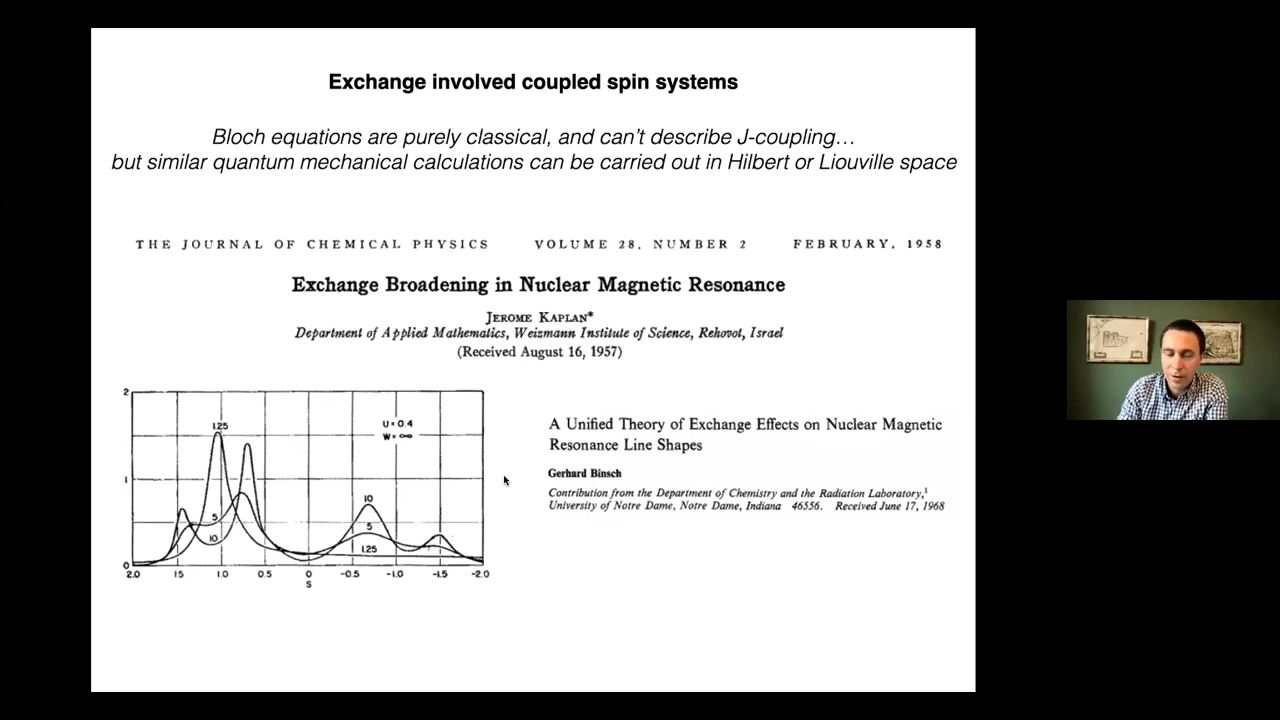 Exchange involved coupled spin systems
Bloch equations are purely classical, and can't describe J-coupling…
but similar quantum mechanical calculations can be carried out in Hilbert or Liouville space
THE JOURNAL OF CHEMICAL PHYSICS VOLUME 28, NUMBER 2 FEBRUARY, 1958
Exchange Broadening in Nuclear Magnetic Resonance
JEROME KAPLAN*
Department of Applied Mathematics, Weizmann Institute of Science, Rehovot, Israel
(Received August 16, 1957)
2
1.25
U=0.4
W=∞
1
5
10
10
5
1.25
0
2.0 15 1.0 0.5 0 -0.5 -1.0 -1.5 -2.0
S
A Unified Theory of Exchange Effects on Nuclear Magnetic
Resonance Line Shapes
Gerhard Binsch
Contribution from the Department of Chemistry and the Radiation Laboratory,¹
University of Notre Dame, Notre Dame, Indiana 46556. Received June 17, 1968